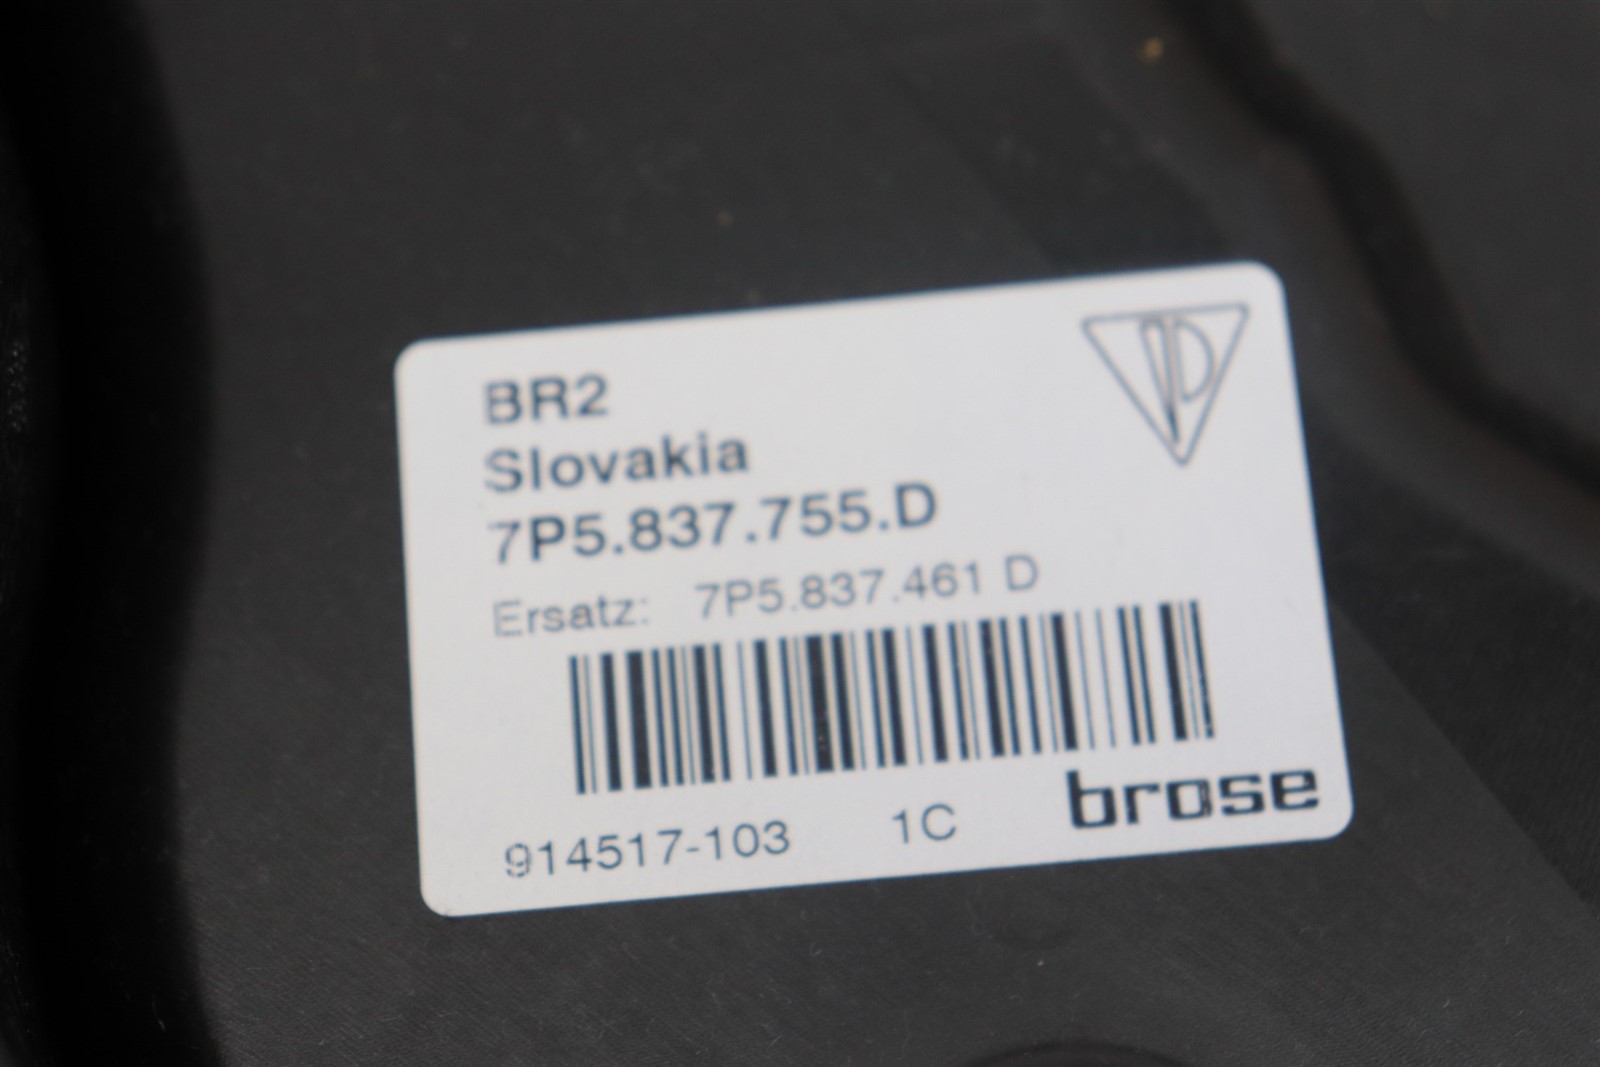 BR2
Slovakia
7P5.837.755.D
Ersatz: 7P5.837.461 D
914517-103 1C
brose